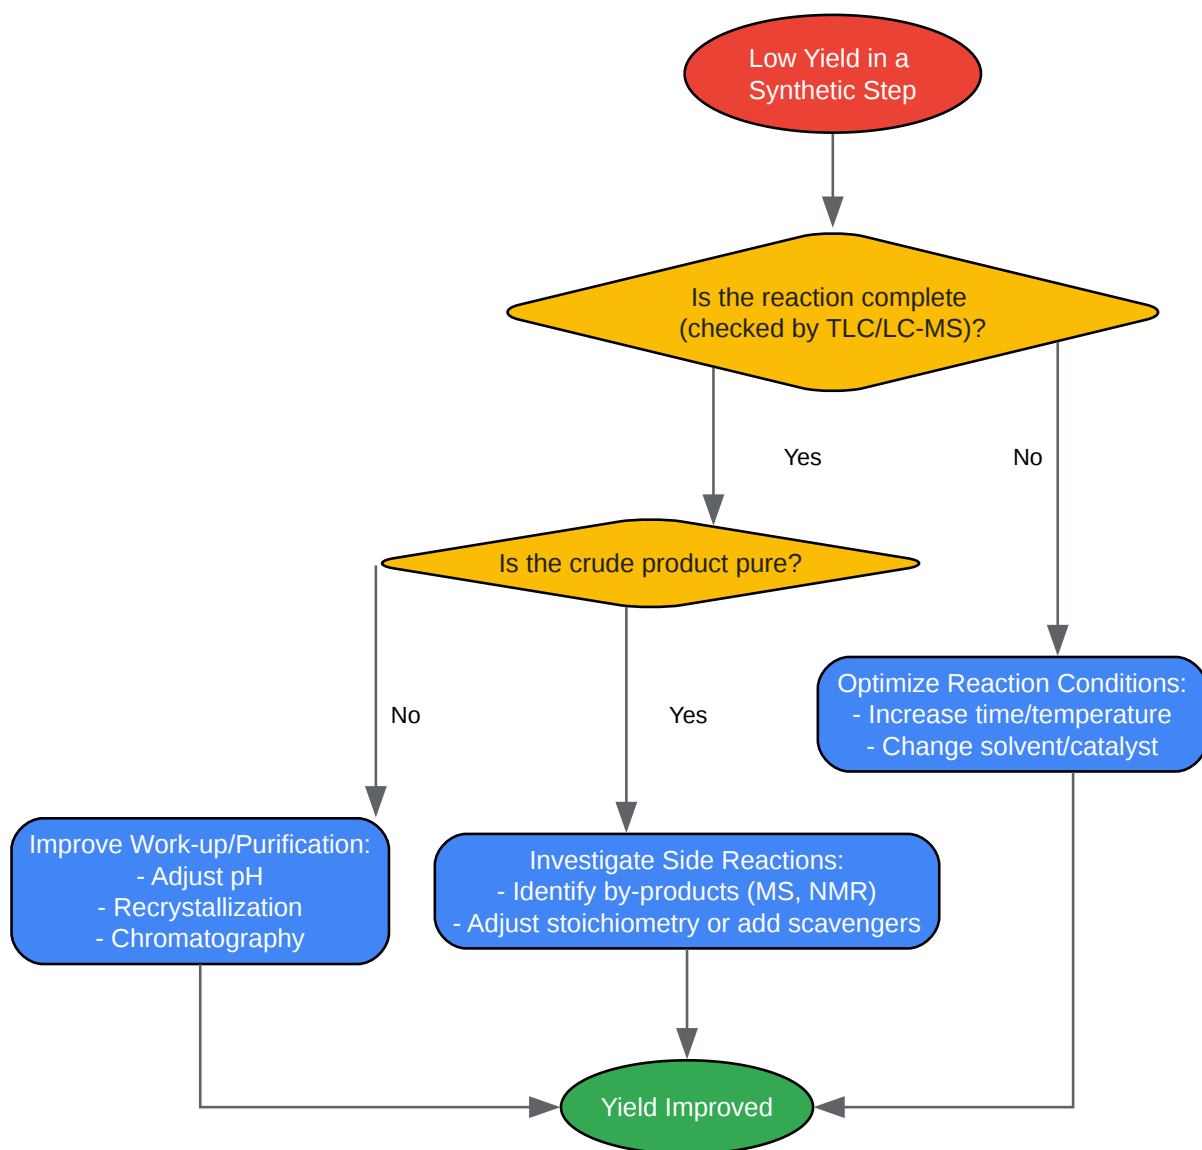 Low Yield in a
Synthetic Step
Is the reaction complete
(checked by TLC/LC-MS)?
Yes
No
Is the crude product pure?
No
Yes
Optimize Reaction Conditions:
- Increase time/temperature
- Change solvent/catalyst
Improve Work-up/Purification:
- Adjust pH
- Recrystallization
- Chromatography
Investigate Side Reactions:
- Identify by-products (MS, NMR)
- Adjust stoichiometry or add scavengers
Yield Improved